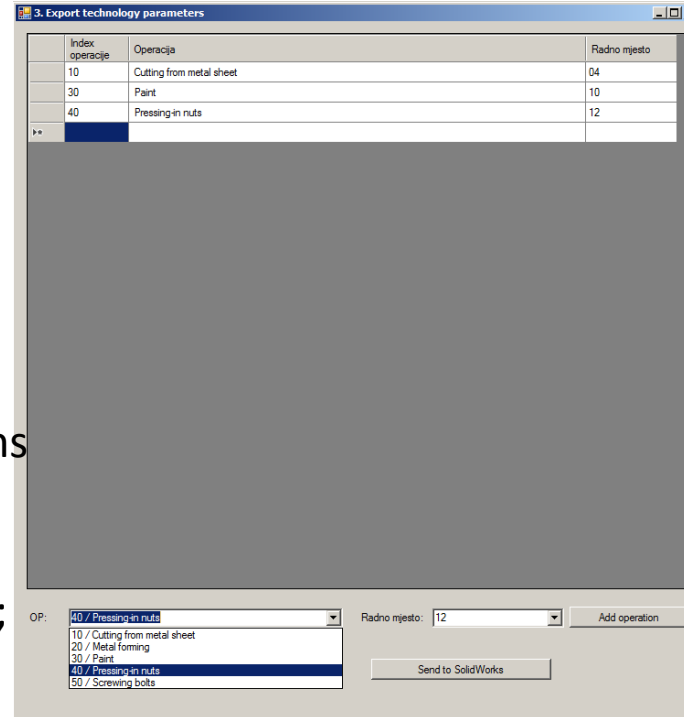 3. Export technology parameters
Index operacije Operacija Radno mjesto
10 Cutting from metal sheet 04
30 Paint 10
40 Pressing-in nuts 12
ns
;
OP: 40 / Pressing-in nuts Radno mjesto: 12 Add operation
10 / Cutting from metal sheet
20 / Metal forming
30 / Paint
40 / Pressing-in nuts
50 / Screwing bolts
Send to SolidWorks